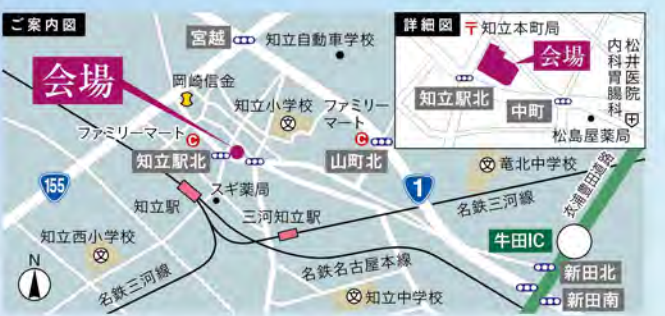 ご案内図
宮越
知立自動車学校
岡崎信金
会場
知立小学校
ファミリー
マート
ファミリーマート
知立駅北
山町北
155
スギ薬局
1
竜北中学校
知立駅
三河知立駅
名鉄三河線
衣浦豊田道路
知立西小学校
牛田IC
N
名鉄三河線
名鉄名古屋本線
新田北
知立中学校
新田南
詳細図
〒知立本町局
会場
松井医院
内科胃腸科
知立駅北
中町
松島屋薬局